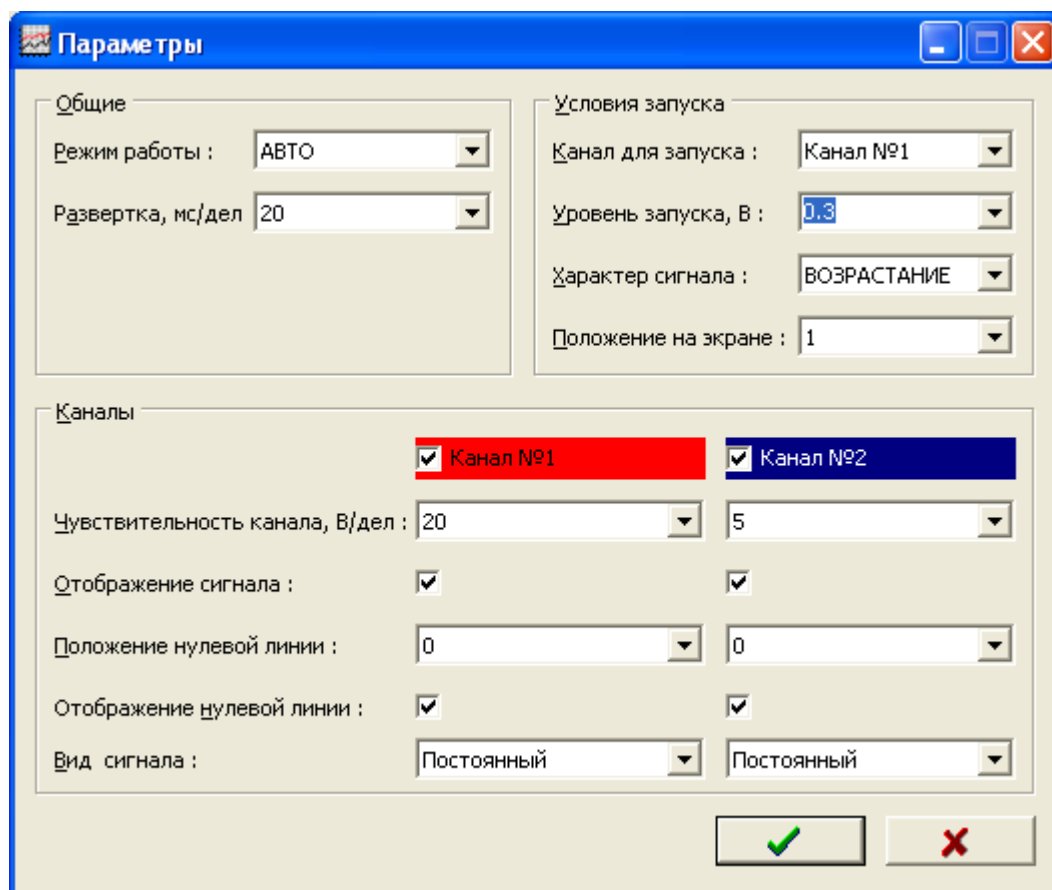 Параметры
Общие
Режим работы : АВТО
Развертка, мс/дел 20
Условия запуска
Канал для запуска : Канал №1
Уровень запуска, В : 0.3
Характер сигнала : ВОЗРАСТАНИЕ
Положение на экране : 1
Каналы
Канал №1 Канал №2
Чувствительность канала, В/дел : 20 5
Отображение сигнала :
Положение нулевой линии : 0 0
Отображение нулевой линии :
Вид сигнала : Постоянный Постоянный